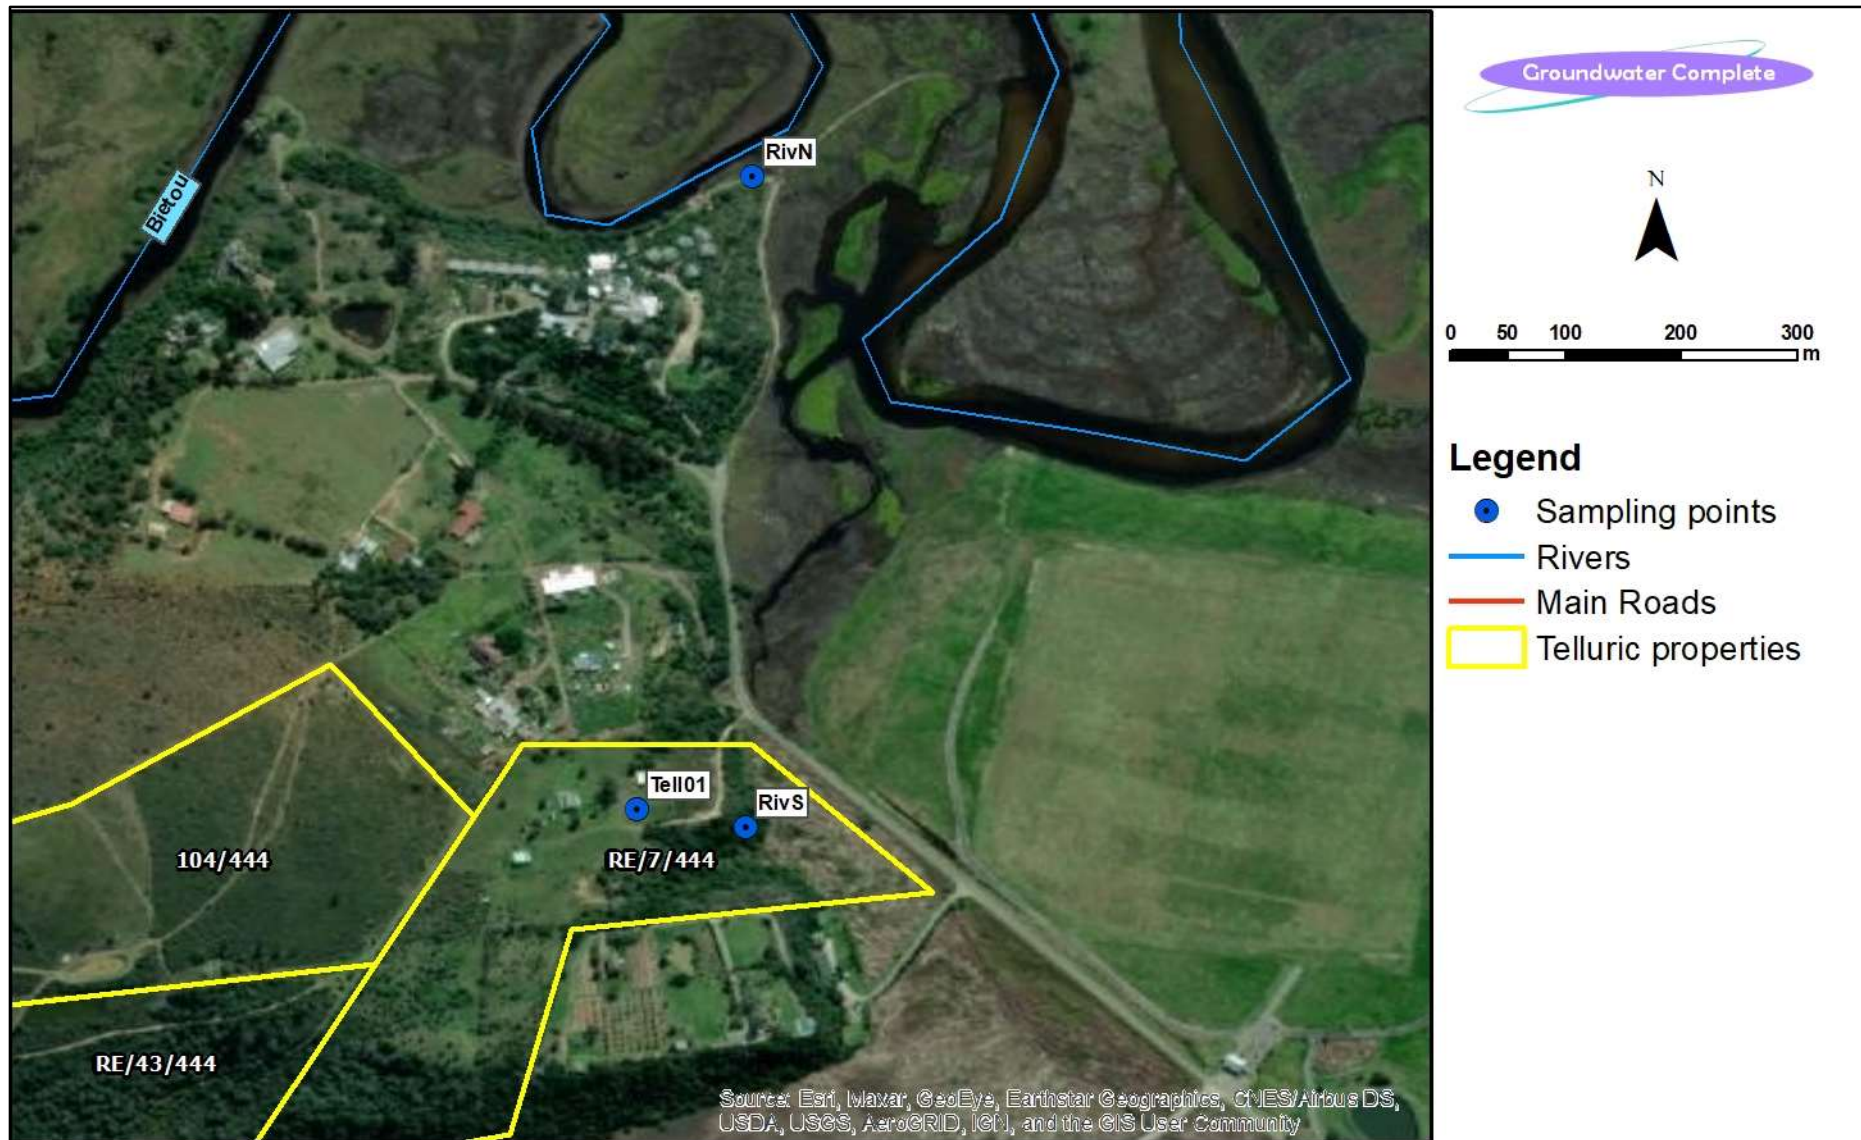 Groundwater Complete
N
0 50 100 200 300
m
Legend
Sampling points
Rivers
Main Roads
Telluric properties
Bietou
RivN
Tell01
RivS
104/444
RE/7/444
RE/43/444
Source: Esri, Maxar, GeoEye, Earthstar Geographics, CNES/Airbus DS,
USDA, USGS, AeroGRID, IGN, and the GIS User Community